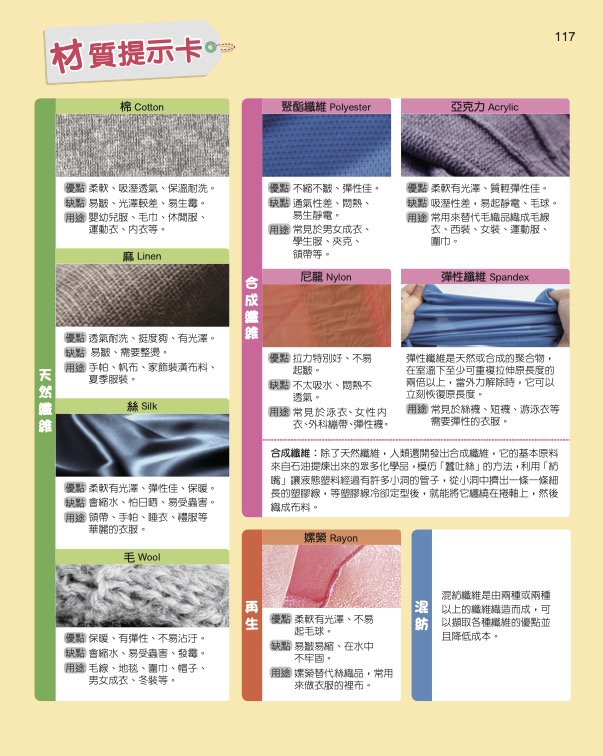 117
材質提示卡
天然纖維
棉 Cotton
優點 柔軟、吸溼透氣、保溫耐洗。
缺點 易皺、光澤較差、易生霉。
用途 嬰幼兒服、毛巾、休閒服、
運動衣、內衣等。
麻 Linen
優點 透氣耐洗、挺度夠、有光澤。
缺點 易皺、需要整燙。
用途 手帕、帆布、家飾裝潢布料、
夏季服裝。
絲 Silk
優點 柔軟有光澤、彈性佳、保暖。
缺點 會縮水、怕日晒、易受蟲害。
用途 領帶、手帕、睡衣、禮服等
華麗的衣服。
毛 Wool
優點 保暖、有彈性、不易沾汙。
缺點 會縮水、易受蟲害、發霉。
用途 毛線、地毯、圍巾、帽子、
男女成衣、冬裝等。
合成纖維
聚酯纖維 Polyester
優點 不縮不皺、彈性佳。
缺點 通氣性差、悶熱、
易生靜電。
用途 常見於男女成衣、
學生服、夾克、
領帶等。
亞克力 Acrylic
優點 柔軟有光澤、質輕彈性佳。
缺點 吸溼性差，易起靜電、毛球。
用途 常用來替代毛織品織成毛線
衣、西裝、女裝、運動服、
圍巾。
尼龍 Nylon
優點 拉力特別好、不易
起皺。
缺點 不太吸水、悶熱不
透氣。
用途 常見於泳衣、女性內
衣、外科繃帶、彈性襪。
彈性纖維 Spandex
彈性纖維是天然或合成的聚合物，
在室溫下至少可重複拉伸原長度的
兩倍以上，當外力解除時，它可以
立刻恢復原長度。
用途 常見於絲襪、短襪、游泳衣等
需要彈性的衣服。
合成纖維：除了天然纖維，人類還開發出合成纖維，它的基本原料
來自石油提煉出來的眾多化學品，模仿「蠶吐絲」的方法，利用「紡
嘴」讓液態塑料經過有許多小洞的管子，從小洞中擠出一條一條細
長的塑膠線，等塑膠線冷卻定型後，就能將它纏繞在捲軸上，然後
織成布料。
再生
嫘縈 Rayon
優點 柔軟有光澤、不易
起毛球。
缺點 易皺易縮、在水中
不牢固。
用途 嫘縈替代絲織品，常用
來做衣服的裡布。
混紡
混紡纖維是由兩種或兩種
以上的纖維織造而成，可
以擷取各種纖維的優點並
且降低成本。